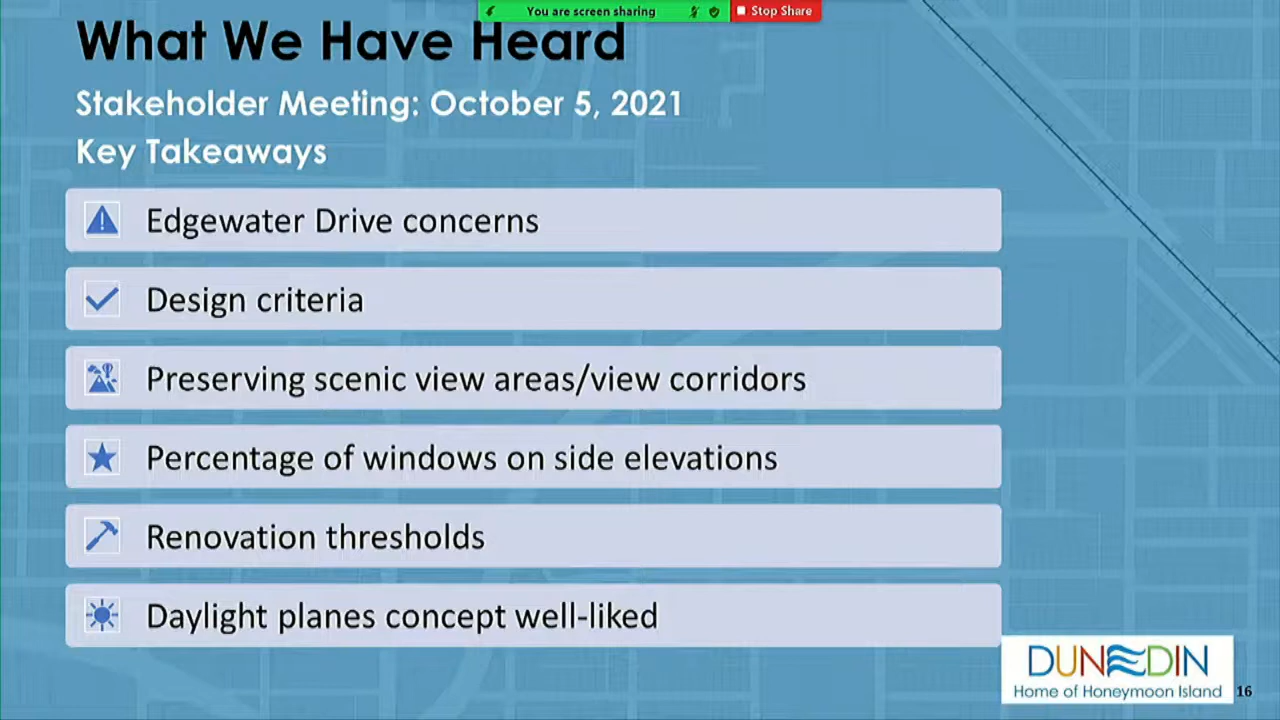 You are screen sharing
Stop Share
What We Have Heard
Stakeholder Meeting: October 5, 2021
Key Takeaways
Edgewater Drive concerns
Design criteria
Preserving scenic view areas/view corridors
Percentage of windows on side elevations
Renovation thresholds
Daylight planes concept well-liked
DUNEDIN
Home of Honeymoon Island
16